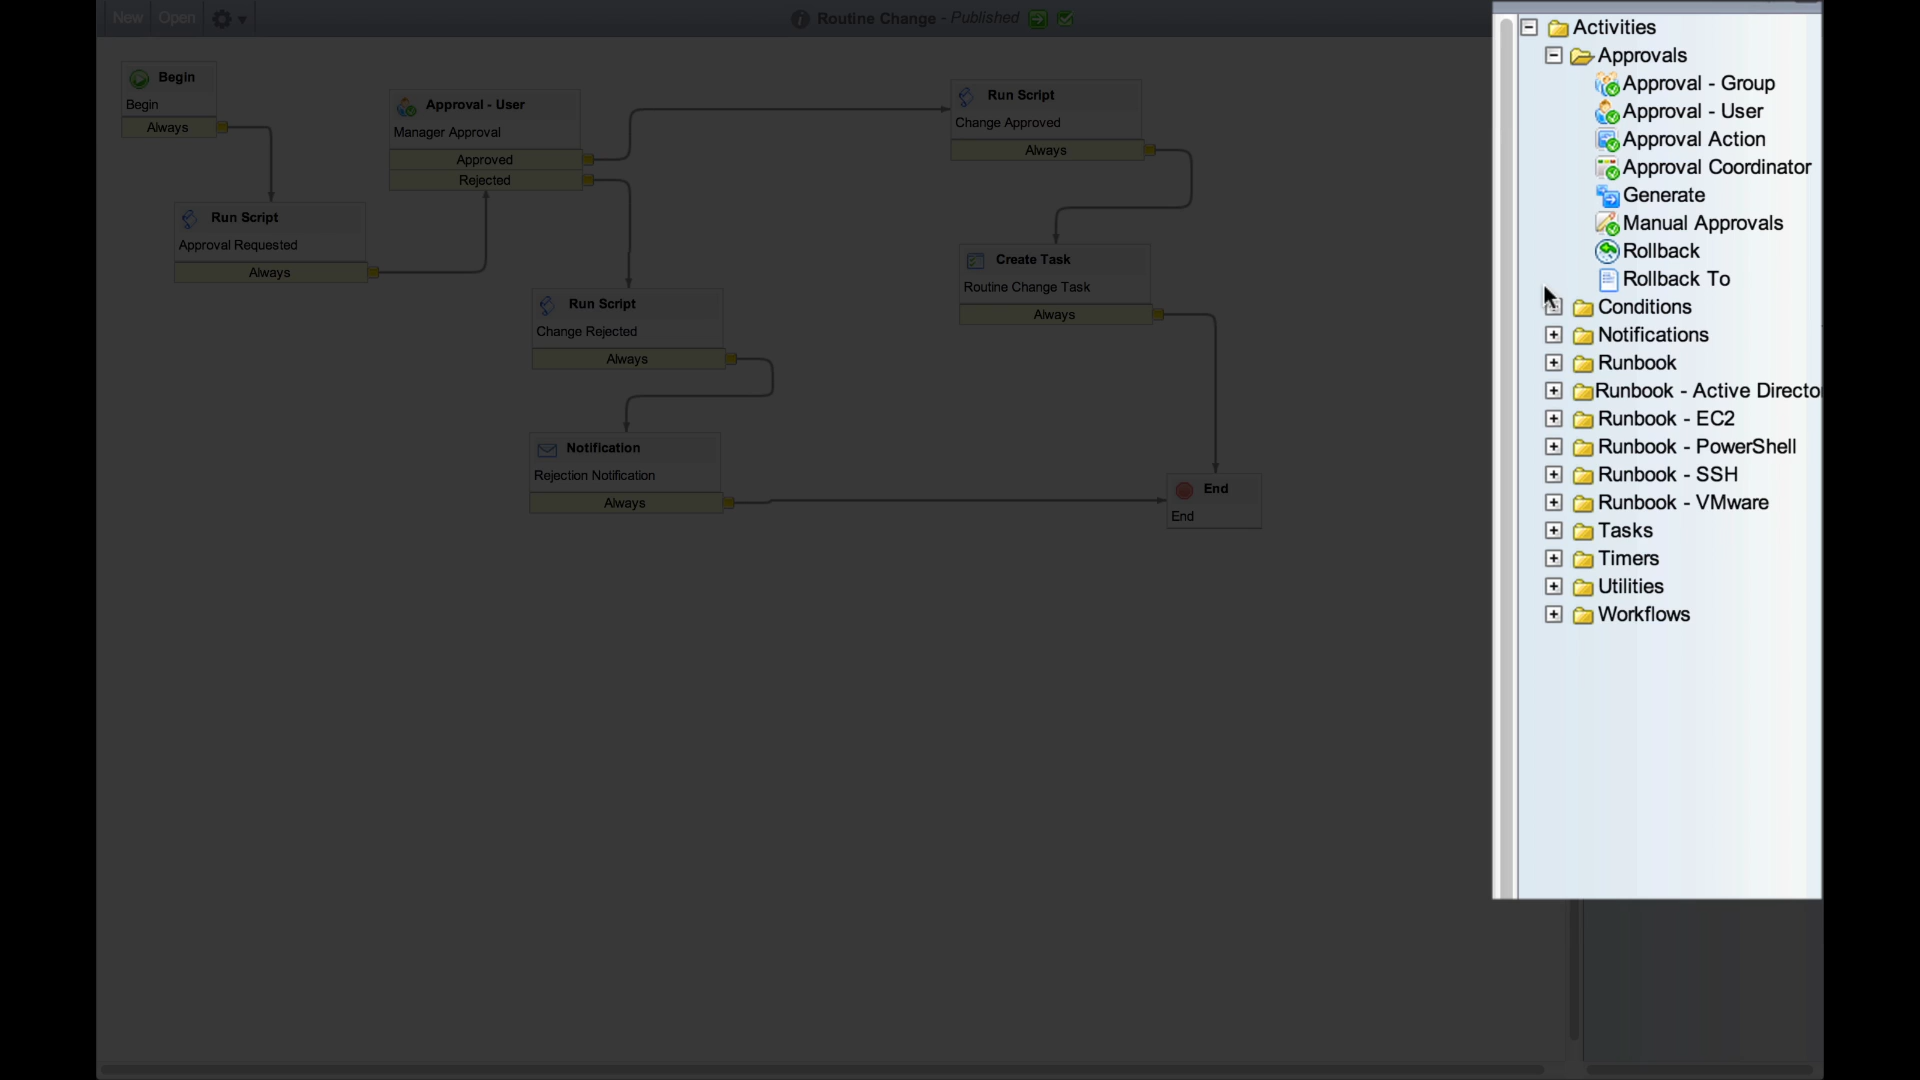 New Open
Routine Change - Published
Begin
Begin
Always
Run Script
Approval Requested
Always
Approval - User
Manager Approval
Approved
Rejected
Run Script
Change Rejected
Always
Notification
Rejection Notification
Always
Run Script
Change Approved
Always
Create Task
Routine Change Task
Always
End
End
Activities
Approvals
Approval - Group
Approval - User
Approval Action
Approval Coordinator
Generate
Manual Approvals
Rollback
Rollback To
Conditions
Notifications
Runbook
Runbook - Active Directo
Runbook - EC2
Runbook - PowerShell
Runbook - SSH
Runbook - VMware
Tasks
Timers
Utilities
Workflows